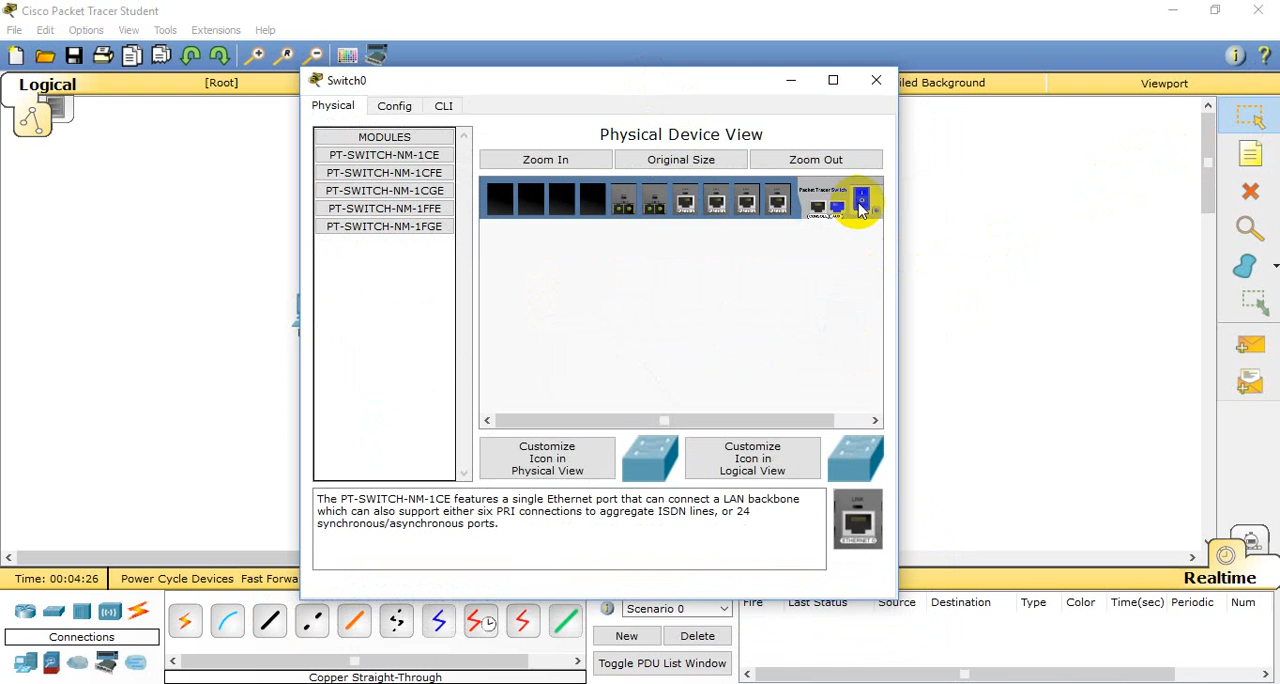 Cisco Packet Tracer Student
File Edit Options View Tools Extensions Help
Logical [Root] iled Background Viewport
Switch0
Physical Config CLI
MODULES
PT-SWITCH-NM-1CE
PT-SWITCH-NM-1CFE
PT-SWITCH-NM-1CGE
PT-SWITCH-NM-1FFE
PT-SWITCH-NM-1FGE
Physical Device View
Zoom In Original Size Zoom Out
Packet Tracer Switch
Customize
Icon in
Physical View
Customize
Icon in
Logical View
The PT-SWITCH-NM-1CE features a single Ethernet port that can connect a LAN backbone
which can also support either six PRI connections to aggregate ISDN lines, or 24
synchronous/asynchronous ports.
LINK
Time: 00:04:26 Power Cycle Devices Fast Forwa
Realtime
Connections
Copper Straight-Through
Scenario 0
New Delete
Toggle PDU List Window
Fire Last Status Source Destination Type Color Time(sec) Periodic Num